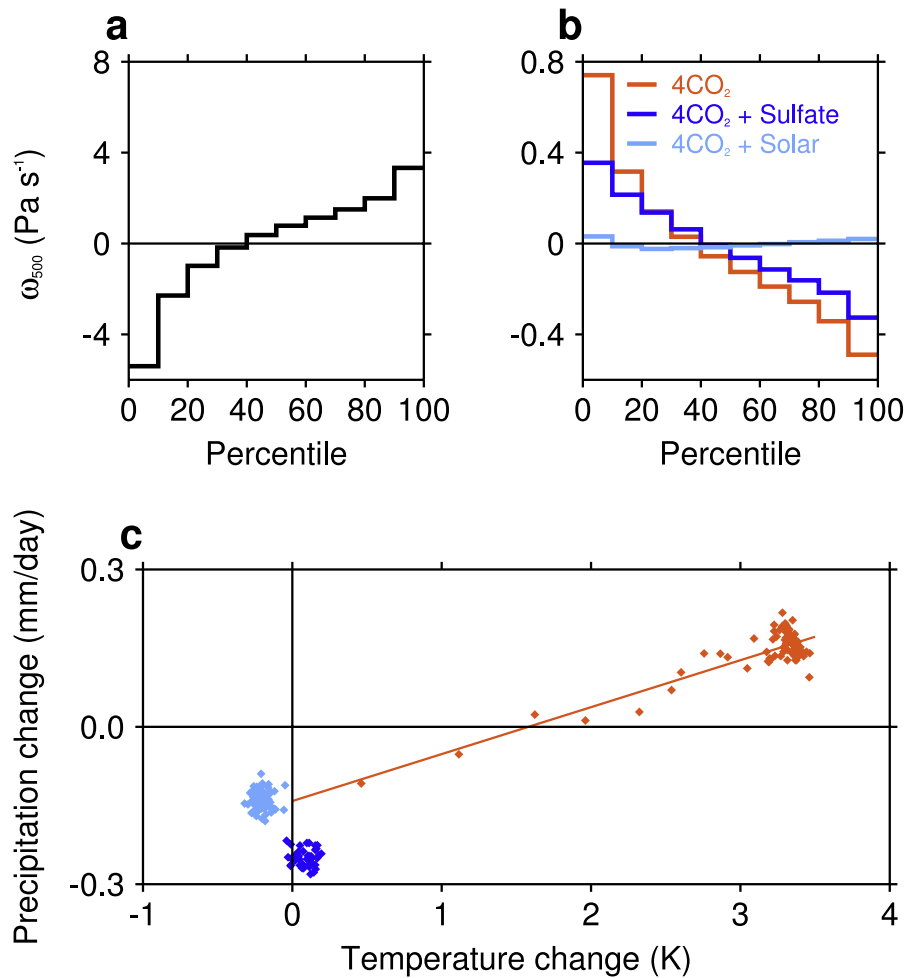 a
b
8
4
0
-4
ω₅₀₀ (Pa s⁻¹)
0 20 40 60 80 100
Percentile
0.8
0.4
0
-0.4
4CO₂
4CO₂ + Sulfate
4CO₂ + Solar
0 20 40 60 80 100
Percentile
c
Precipitation change (mm/day)
0.3
0.0
-0.3
-1 0 1 2 3 4
Temperature change (K)